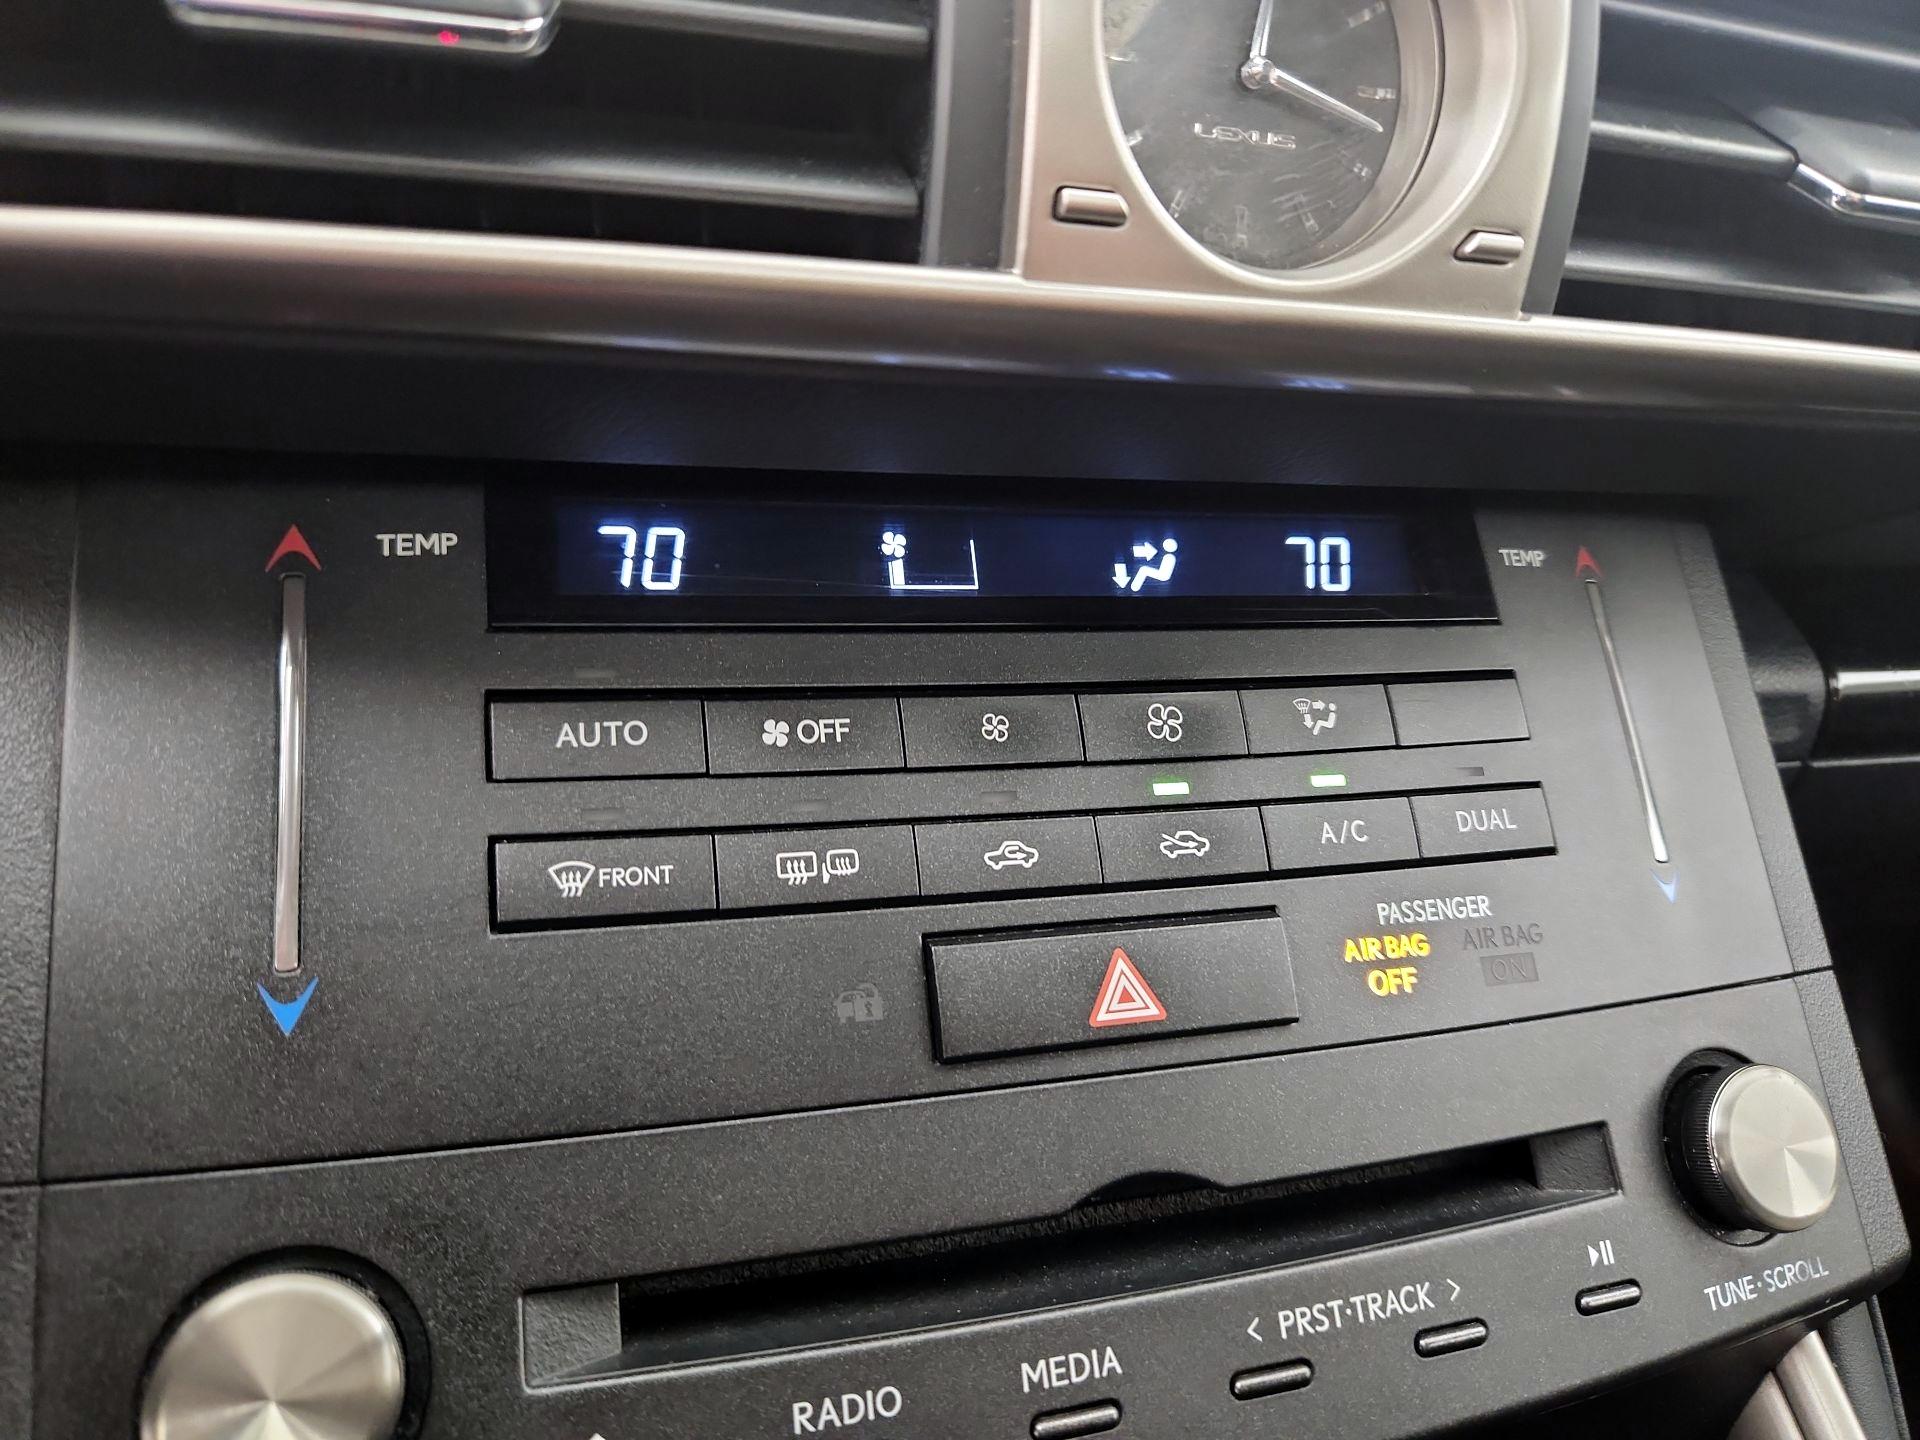 LEXUS
TEMP
70
70
TEMP
AUTO
OFF
FRONT
A/C
DUAL
PASSENGER
AIR BAG
OFF
AIR BAG
ON
RADIO
MEDIA
< PRST·TRACK >
TUNE·SCROLL